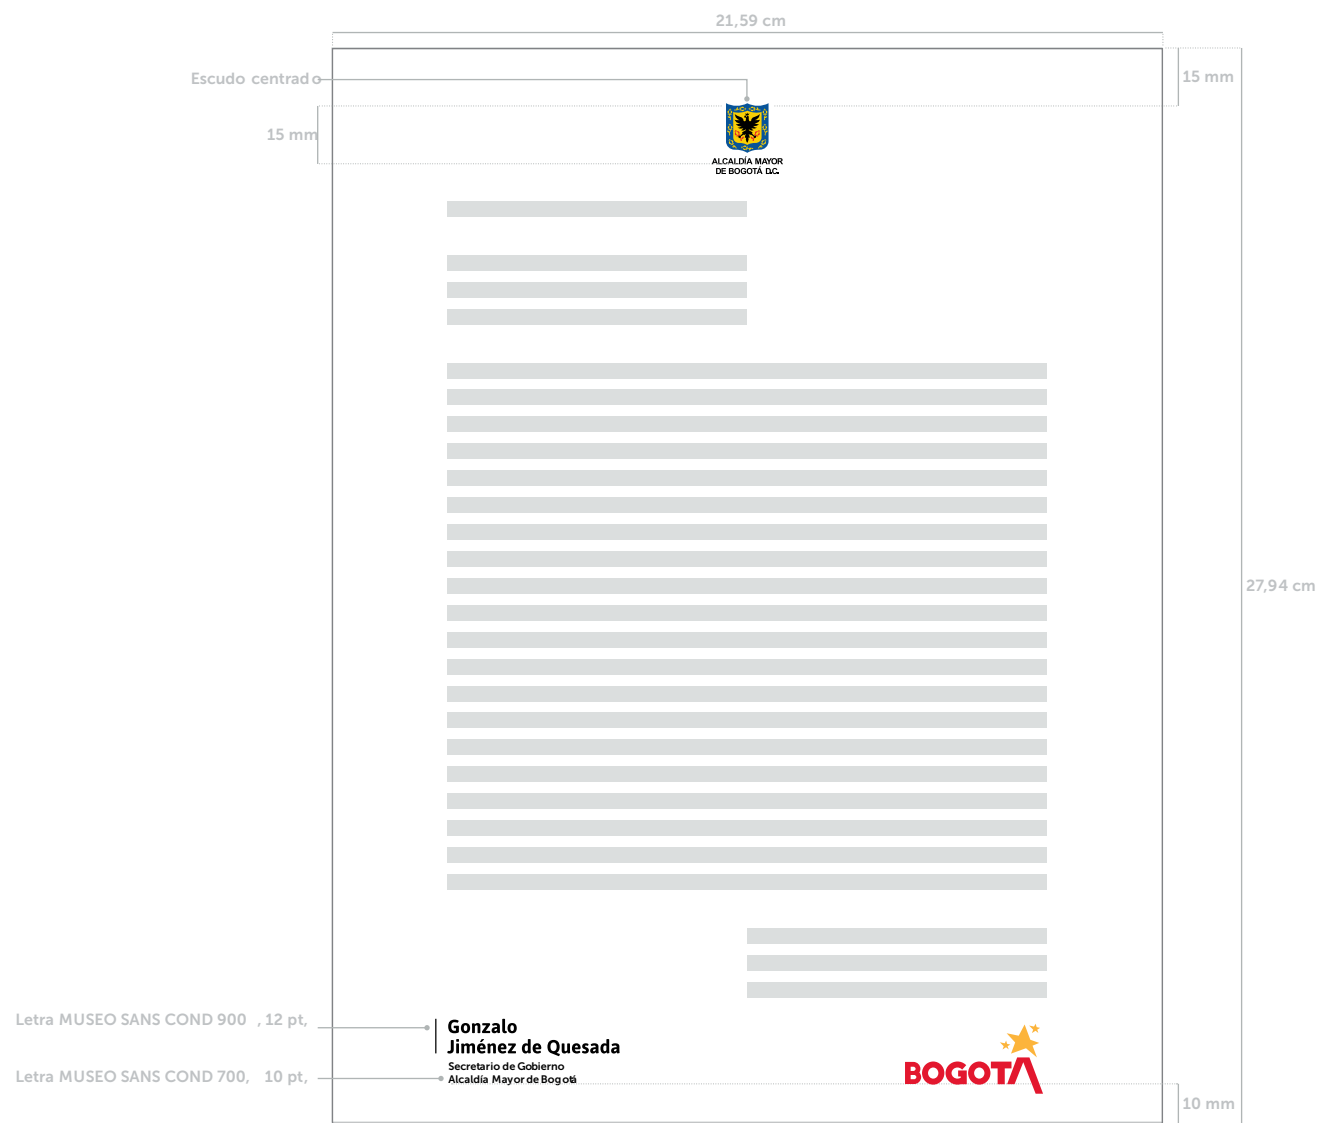 21,59 cm
Escudo centrado
15 mm
15 mm
ALCALDÍA MAYOR
DE BOGOTÁ D.C.
27,94 cm
Letra MUSEO SANS COND 900 , 12 pt,
Gonzalo
Jiménez de Quesada
Secretario de Gobierno
Letra MUSEO SANS COND 700, 10 pt,
Alcaldía Mayor de Bogotá
BOGOTÁ
10 mm